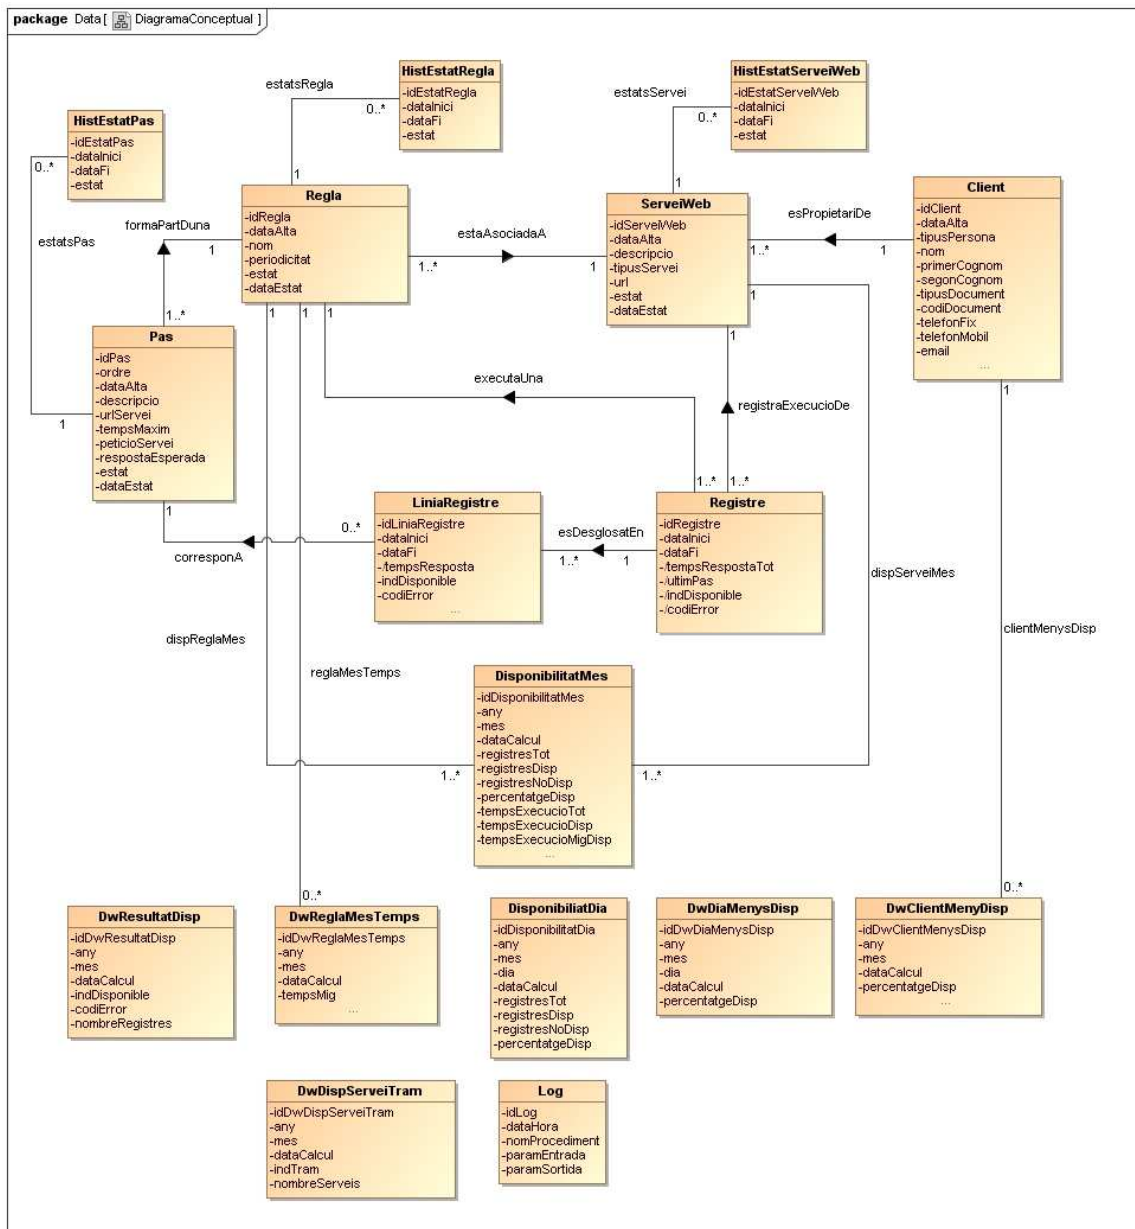 package Data [ DiagramaConceptual ]
HistEstatPas
-idEstatPas
-dataInici
-dataFi
-estat
0..*
estatsPas
1
HistEstatRegla
-idEstatRegla
-dataInici
-dataFi
-estat
estatsRegla
0..*
1
HistEstatServeiWeb
-idEstatServeiWeb
-dataInici
-dataFi
-estat
estatsServei
0..*
1
Regla
-idRegla
-dataAlta
-nom
-periodicitat
-estat
-dataEstat
formaPartDuna
1
1..*
estaAsociadaA
1..*
1
ServeiWeb
-idServeiWeb
-dataAlta
-descripcio
-tipusServei
-url
-estat
-dataEstat
esPropietariDe
1..*
1
Client
-idClient
-dataAlta
-tipusPersona
-nom
-primerCognom
-segonCognom
-tipusDocument
-codiDocument
-telefonFix
-telefonMobil
-email
...
1
1
1
1
1
1
Pas
-idPas
-ordre
-dataAlta
-descripcio
-urlServei
-tempsMaxim
-peticioServei
-respostaEsperada
-estat
-dataEstat
executaUna
registraExecucioDe
1..*
1..*
1
corresponA
0..*
LiniaRegistre
-idLiniaRegistre
-dataInici
-dataFi
-/tempsResposta
-indDisponible
-codiError
...
esDesglosatEn
1..*
1
Registre
-idRegistre
-dataInici
-dataFi
-/tempsRespostaTot
-/ultimPas
-/indDisponible
-/codiError
dispServeiMes
clientMenysDisp
dispReglaMes
reglaMesTemps
DisponibilitatMes
-idDisponibilitatMes
-any
-mes
-dataCalcul
-registresTot
-registresDisp
-registresNoDisp
-percentatgeDisp
-tempsExecucioTot
-tempsExecucioDisp
-tempsExecucioMigDisp
...
1..*
1..*
0..*
0..*
DwResultatDisp
-idDwResultatDisp
-any
-mes
-dataCalcul
-indDisponible
-codiError
-nombreRegistres
DwReglaMesTemps
-idDwReglaMesTemps
-any
-mes
-dataCalcul
-tempsMig
...
DisponibiliatDia
-idDisponibilitatDia
-any
-mes
-dia
-dataCalcul
-registresTot
-registresDisp
-registresNoDisp
-percentatgeDisp
DwDiaMenysDisp
-idDwDiaMenysDisp
-any
-mes
-dia
-dataCalcul
-percentatgeDisp
DwClientMenyDisp
-idDwClientMenysDisp
-any
-mes
-dataCalcul
-percentatgeDisp
...
DwDispServeiTram
-idDwDispServeiTram
-any
-mes
-dataCalcul
-indTram
-nombreServeis
Log
-idLog
-dataHora
-nomProcediment
-paramEntrada
-paramSortida